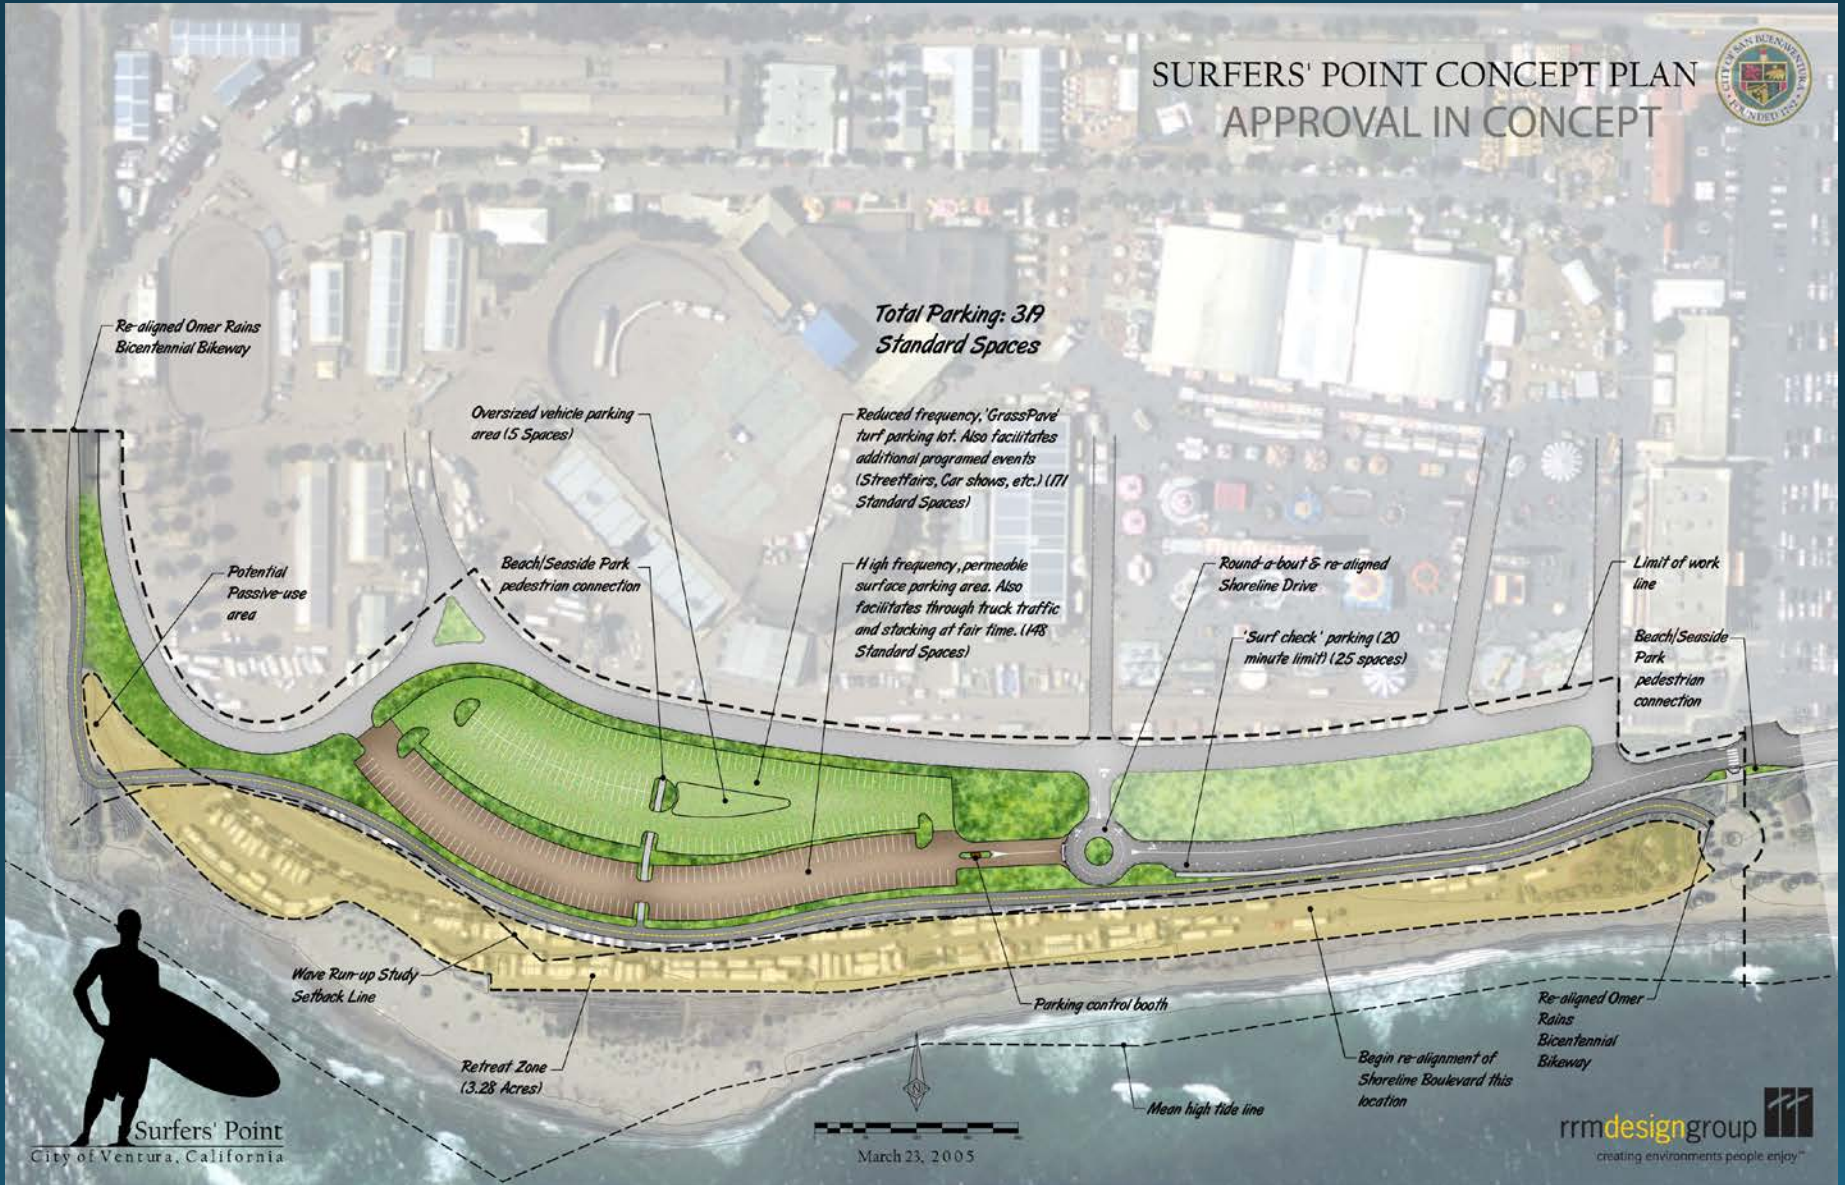 SURFERS' POINT CONCEPT PLAN
APPROVAL IN CONCEPT
CITY OF SAN BUENAVENTURA
FOUNDED 1782
Total Parking: 319
Standard Spaces
Re-aligned Omer Rains
Bicentennial Bikeway
Oversized vehicle parking
area (5 Spaces)
Reduced frequency, 'GrassPave'
turf parking lot. Also facilitates
additional programed events
(Streetfairs, Car shows, etc.) (171
Standard Spaces)
Potential
Passive-use
area
Beach/Seaside Park
pedestrian connection
High frequency, permeable
surface parking area. Also
facilitates through truck traffic
and stacking at fair time. (148
Standard Spaces)
Round-a-bout & re-aligned
Shoreline Drive
'Surf check' parking (20
minute limit) (25 spaces)
Limit of work
line
Beach/Seaside
Park
pedestrian
connection
Wave Run-up Study
Setback Line
Retreat Zone
(3.28 Acres)
Parking control booth
Mean high tide line
Begin re-alignment of
Shoreline Boulevard this
location
Re-aligned Omer
Rains
Bicentennial
Bikeway
Surfers' Point
City of Ventura, California
N
March 23, 2005
rrmdesigngroup
creating environments people enjoy™